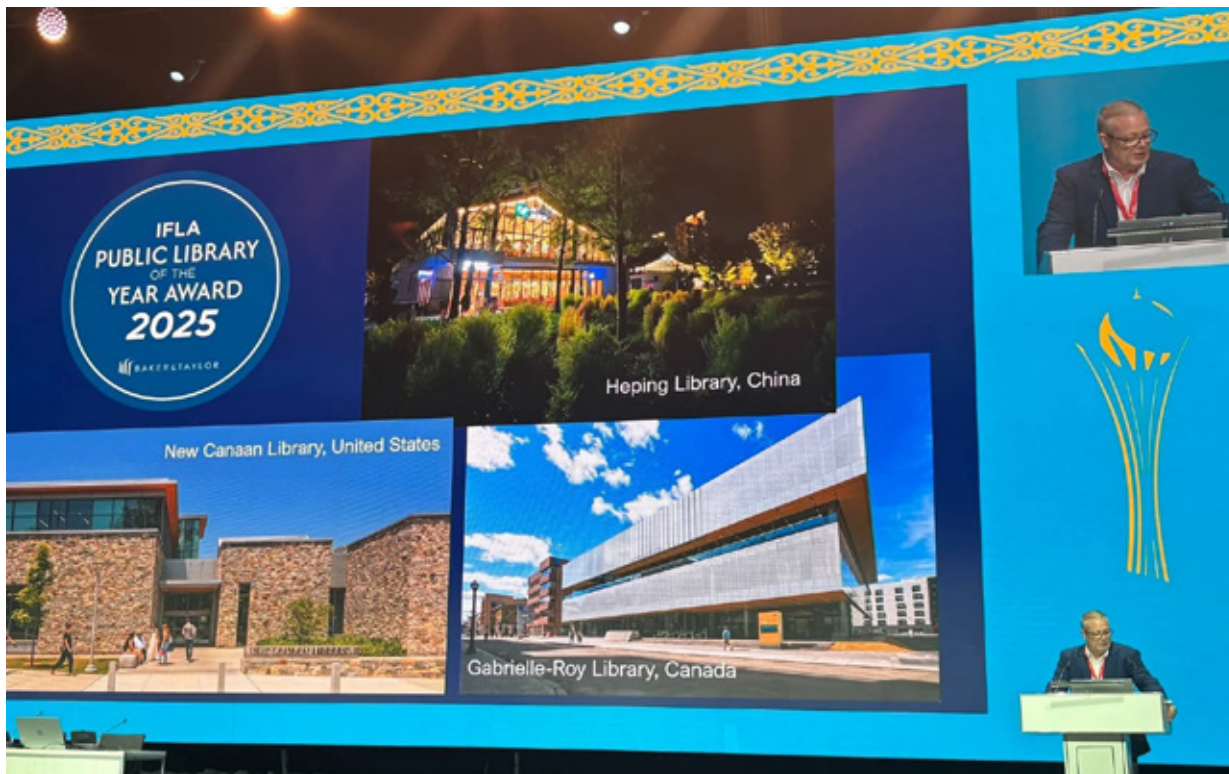 IFLA
PUBLIC LIBRARY
OF THE
YEAR AWARD
2025
BAKER & TAYLOR
Heping Library, China
New Canaan Library, United States
Gabrielle-Roy Library, Canada